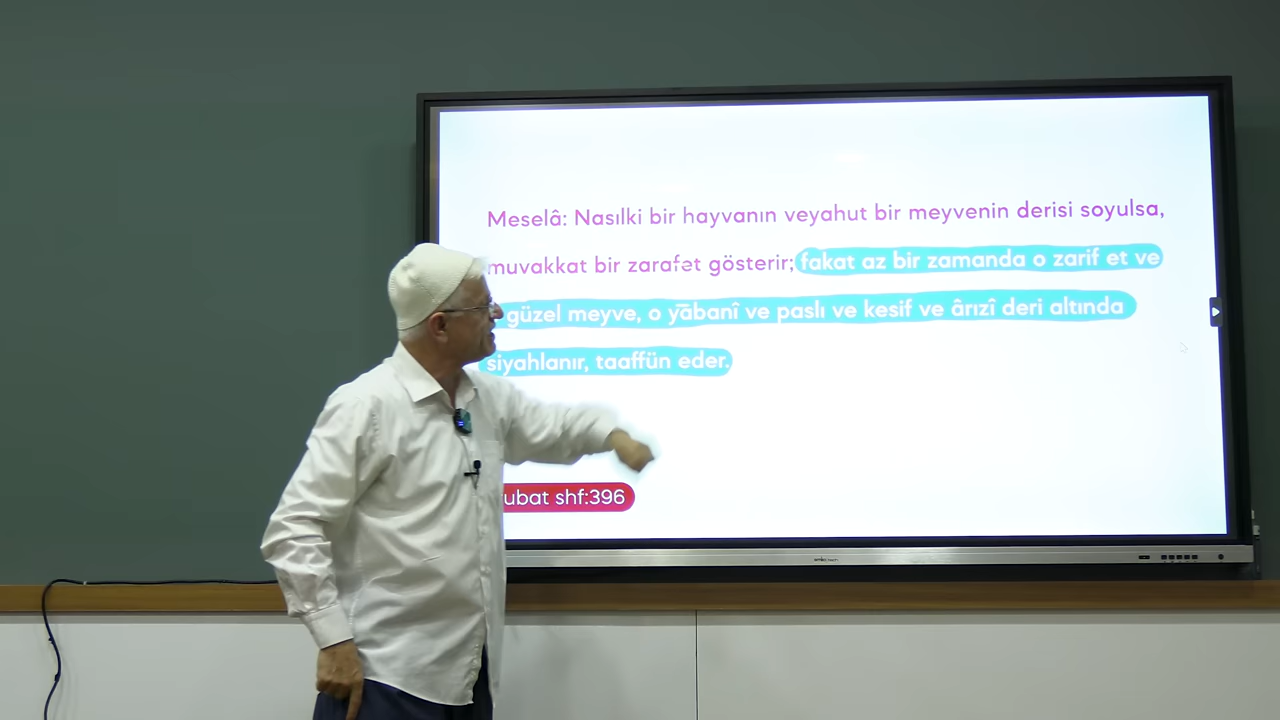 Meselâ: Nasılki bir hayvanın veyahut bir meyvenin derisi soyulsa,
muvakkat bir zarafet gösterir; fakat az bir zamanda o zarif et ve
güzel meyve, o yābanî ve paslı ve kesif ve ârızî deri altında
siyahlanır, taaffün eder.
ubat shf:396